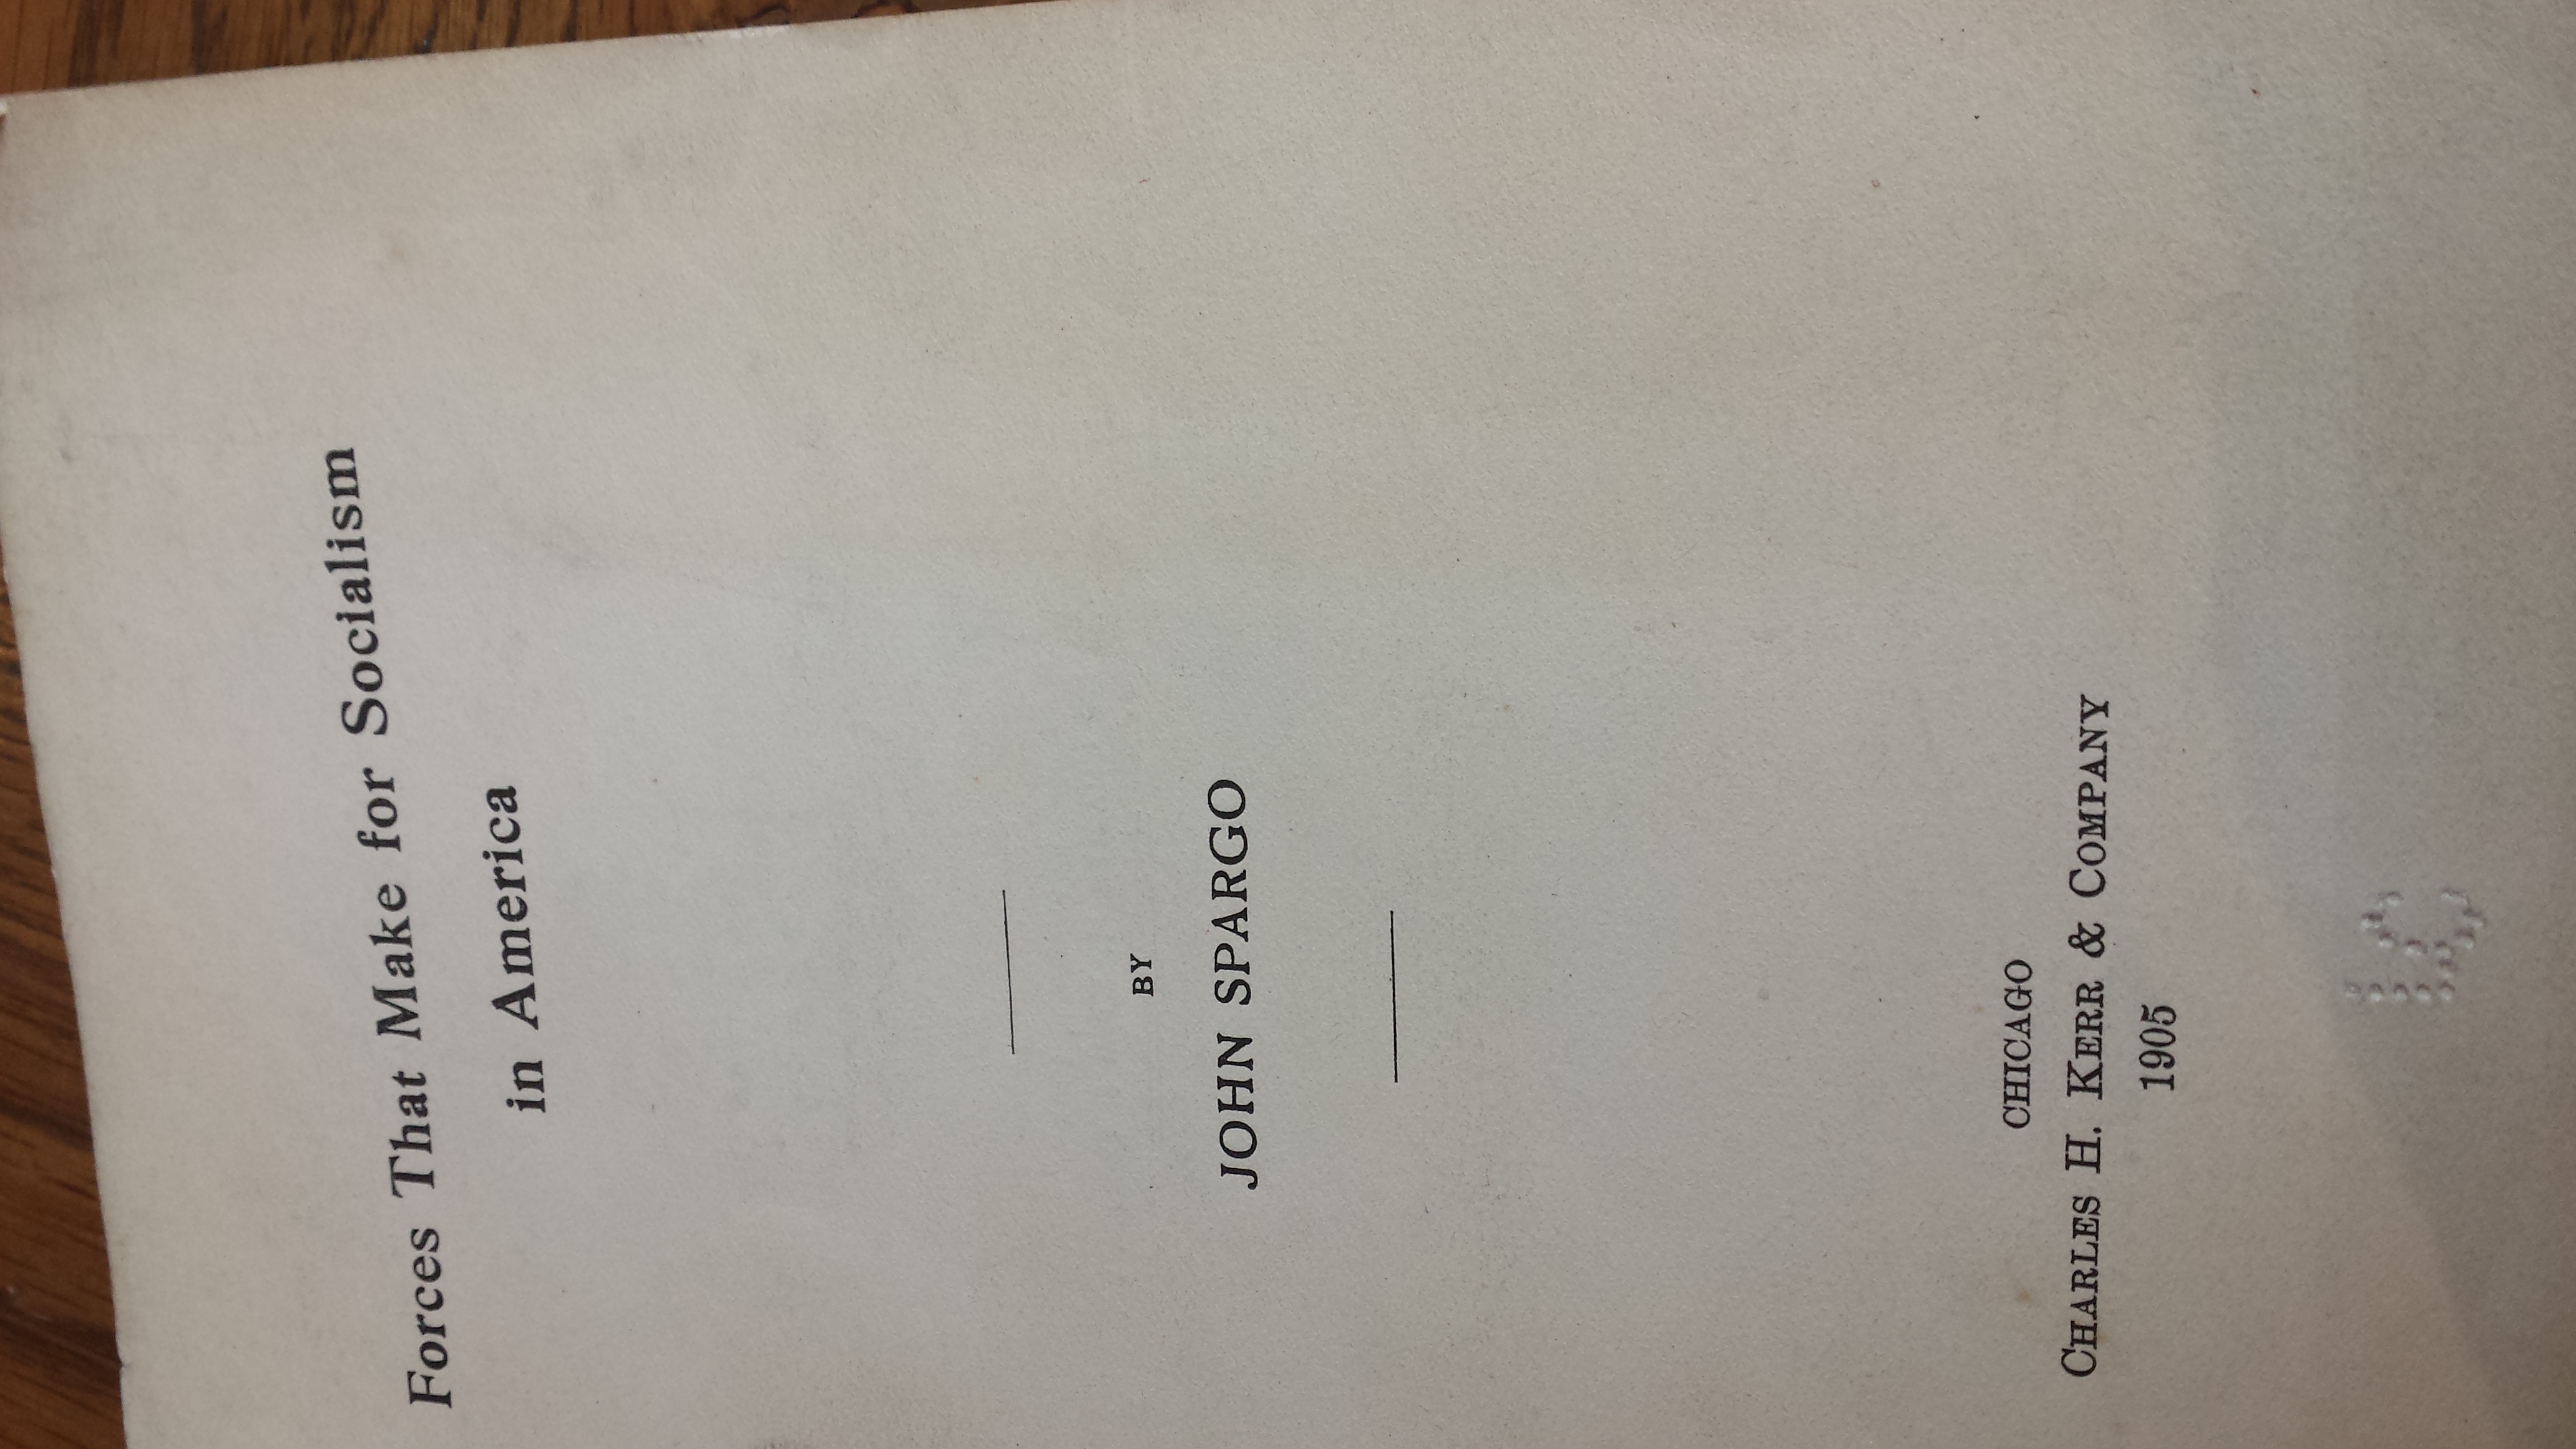 Forces That Make for Socialism
in America
BY
JOHN SPARGO
CHICAGO
CHARLES H. KERR & COMPANY
1905